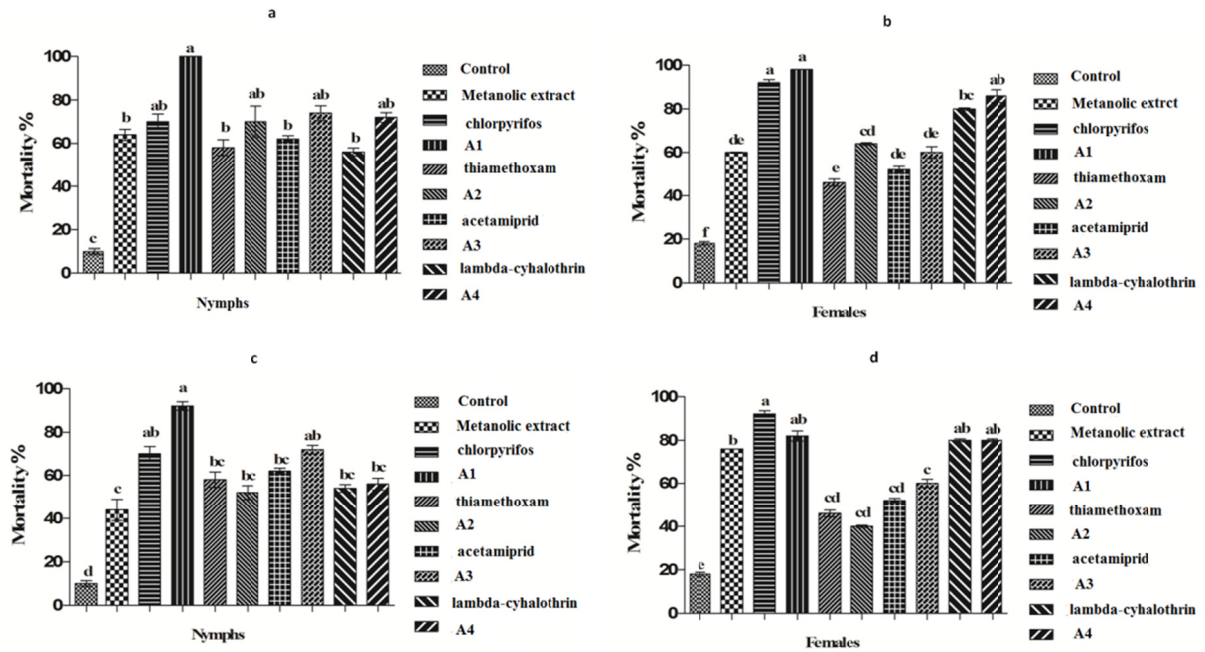 a
Mortality %
100
80
60
40
20
0
c
b
ab
a
b
ab
b
ab
b
ab
Nymphs
Control
Metanolic extract
chlorpyrifos
A1
thiamethoxam
A2
acetamiprid
A3
lambda-cyhalothrin
A4
b
Mortality %
100
80
60
40
20
0
f
de
a
a
e
cd
de
de
bc
ab
Females
Control
Metanolic extrct
chlorpyrifos
A1
thiamethoxam
A2
acetamiprid
A3
lambda-cyhalothrin
A4
c
Mortality %
100
80
60
40
20
0
d
c
ab
a
bc
bc
bc
ab
bc
bc
Nymphs
Control
Metanolic extract
chlorpyrifos
A1
thiamethoxam
A2
acetamiprid
A3
lambda-cyhalothrin
A4
d
Mortality %
100
80
60
40
20
0
e
b
a
ab
cd
cd
cd
c
ab
ab
Females
Control
Metanolic extract
chlorpyrifos
A1
thiamethoxam
A2
acetamiprid
A3
lambda-cyhalothrin
A4